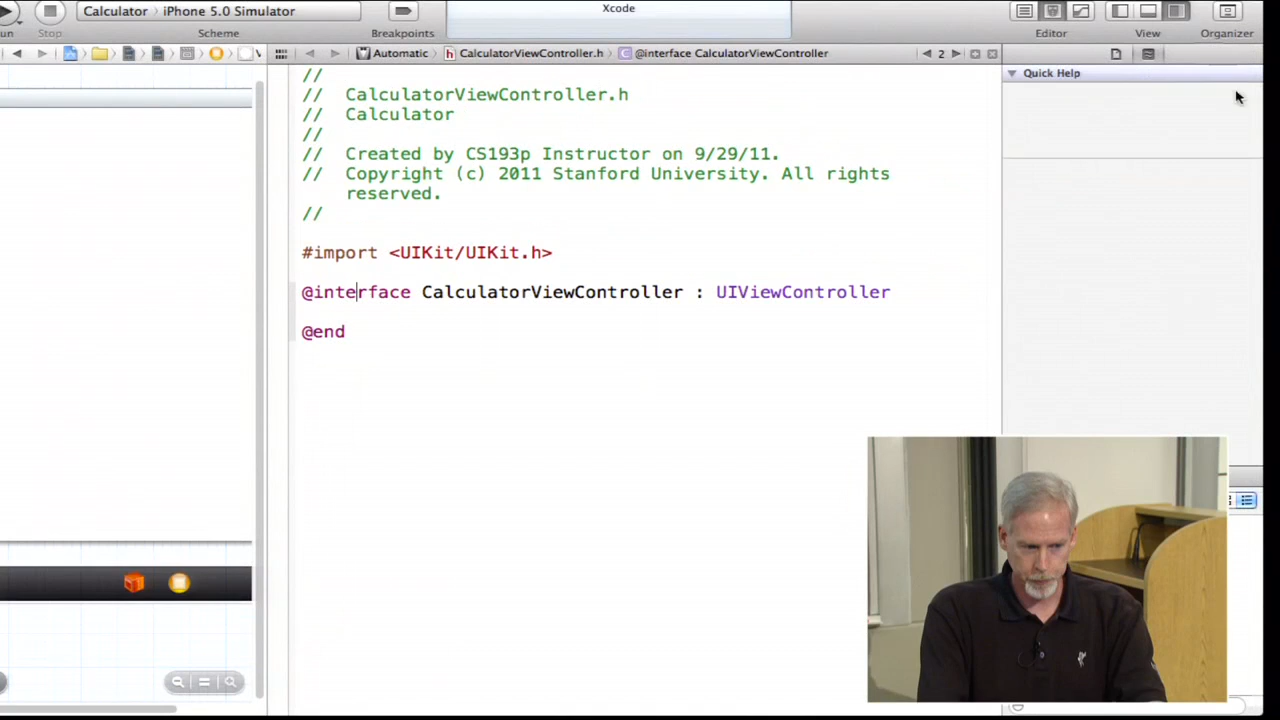 Xcode
Calculator | iPhone 5.0 Simulator
un
Stop
Scheme
Breakpoints
Editor
View
Organizer
Automatic
CalculatorViewController.h
@interface CalculatorViewController
2
Quick Help
//
// CalculatorViewController.h
// Calculator
//
// Created by CS193p Instructor on 9/29/11.
// Copyright (c) 2011 Stanford University. All rights
reserved.
//
#import <UIKit/UIKit.h>
@interface CalculatorViewController : UIViewController
@end